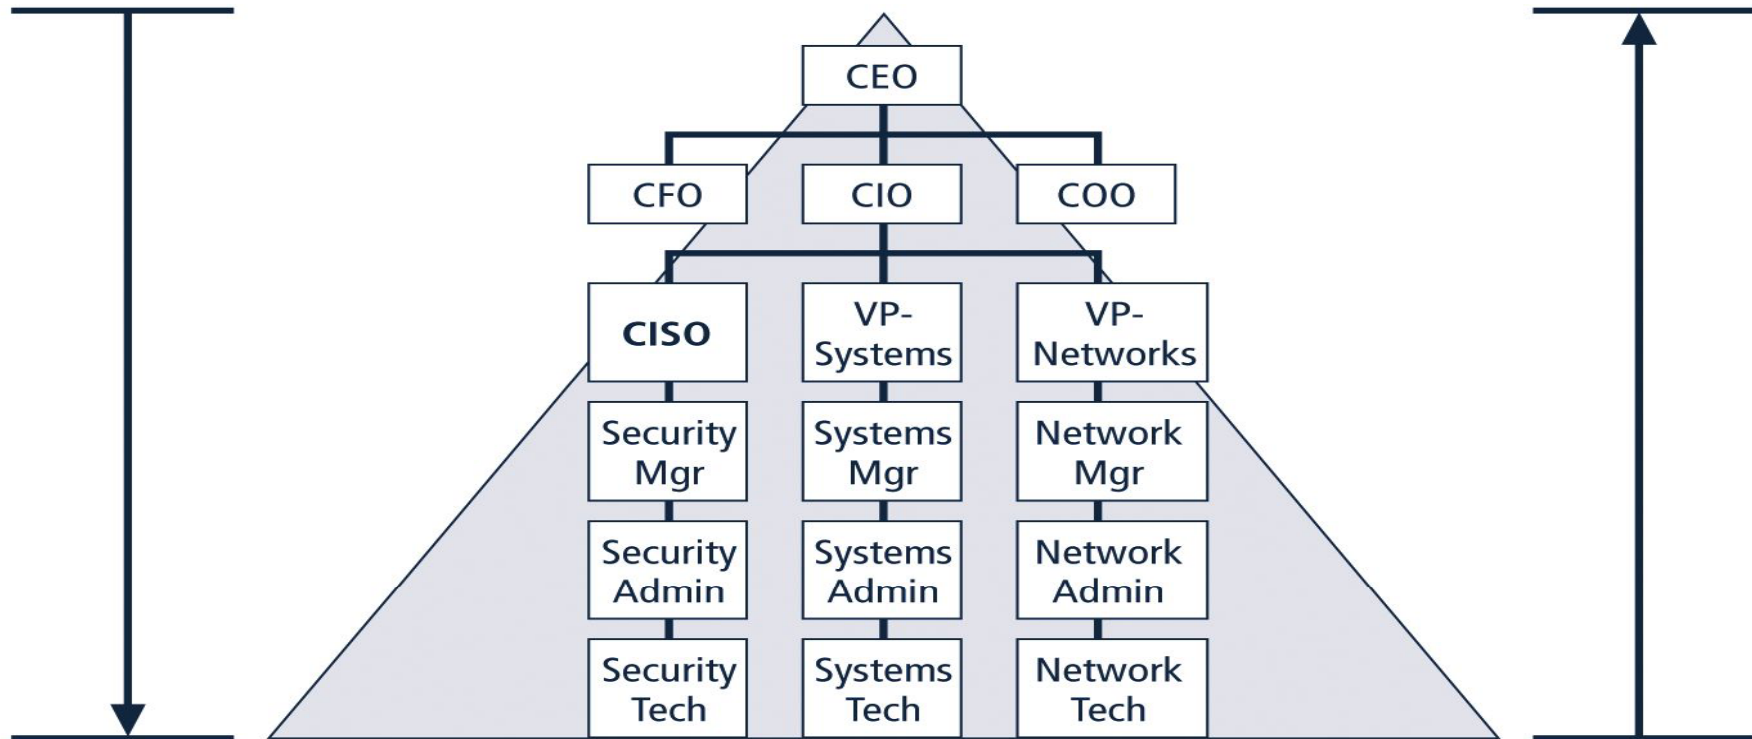 CEO
CFO
CIO
COO
CISO
VP-
Systems
VP-
Networks
Security
Mgr
Systems
Mgr
Network
Mgr
Security
Admin
Systems
Admin
Network
Admin
Security
Tech
Systems
Tech
Network
Tech